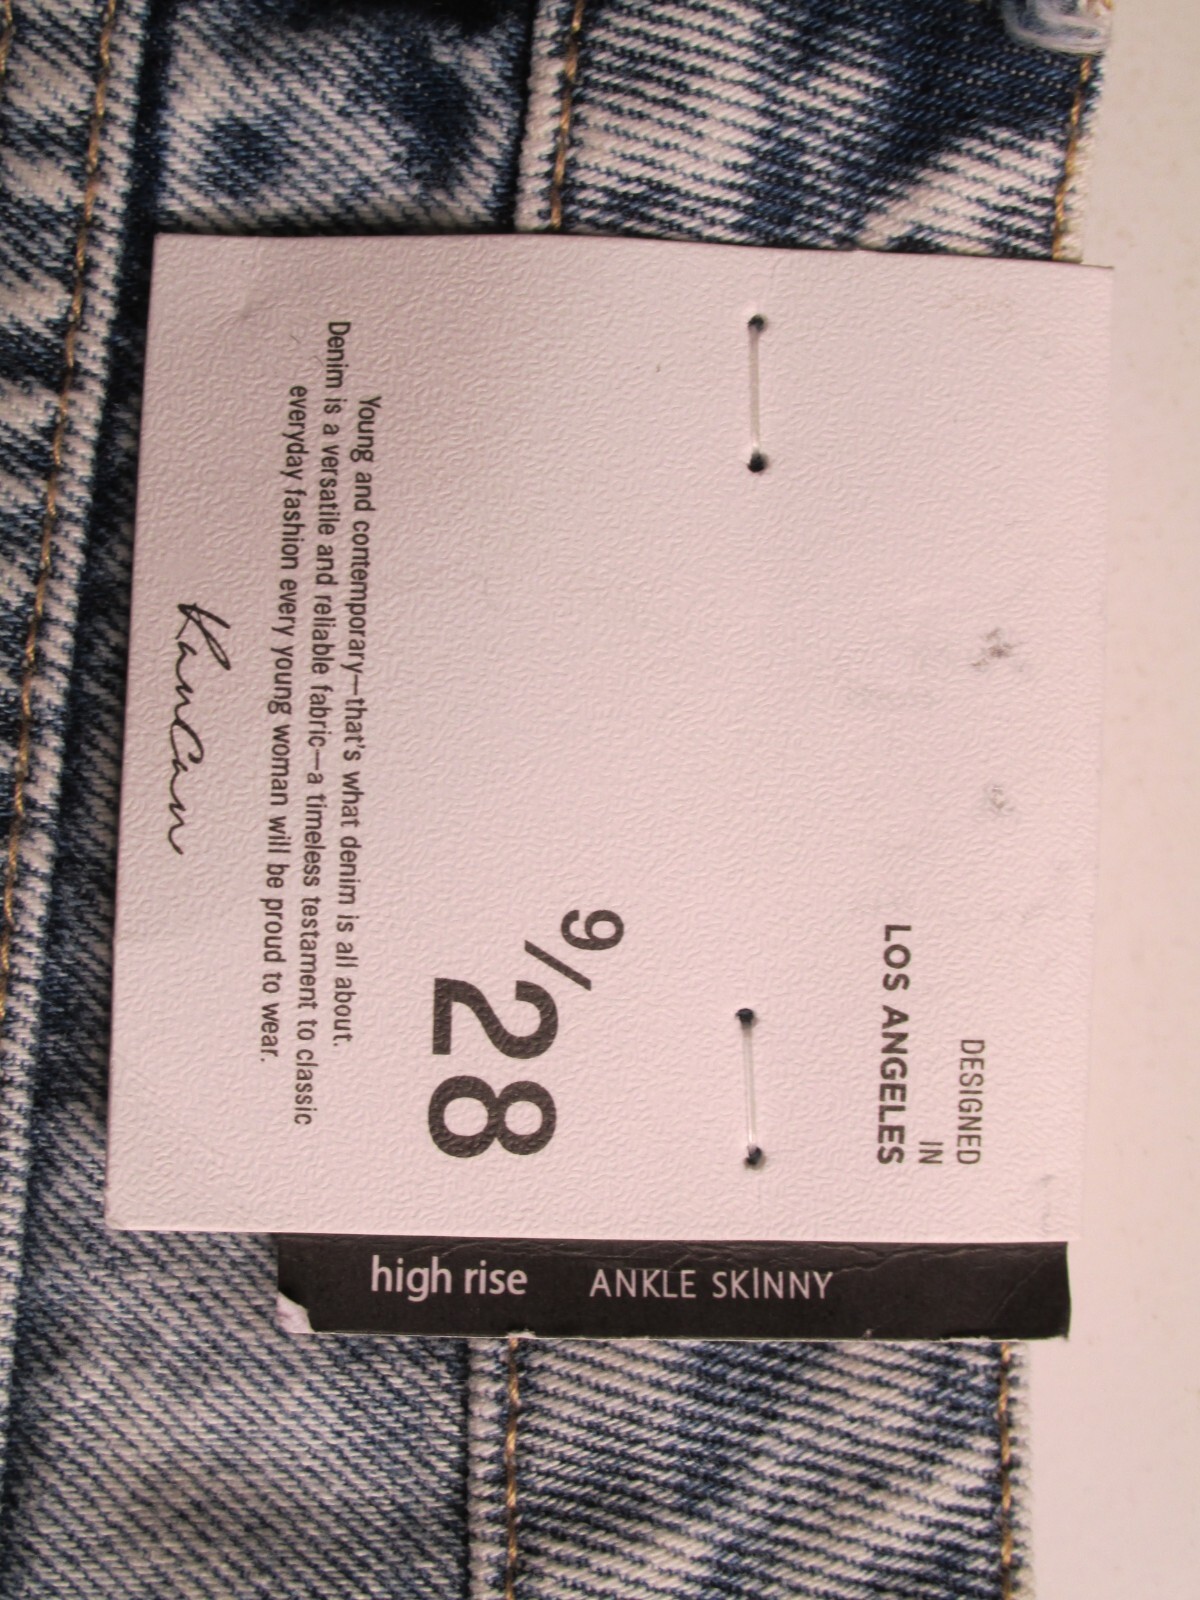 DESIGNED
IN
LOS ANGELES
9/28
Young and contemporary—that's what denim is all about.
Denim is a versatile and reliable fabric—a timeless testament to classic
everyday fashion every young woman will be proud to wear.
KanCan
high rise ANKLE SKINNY